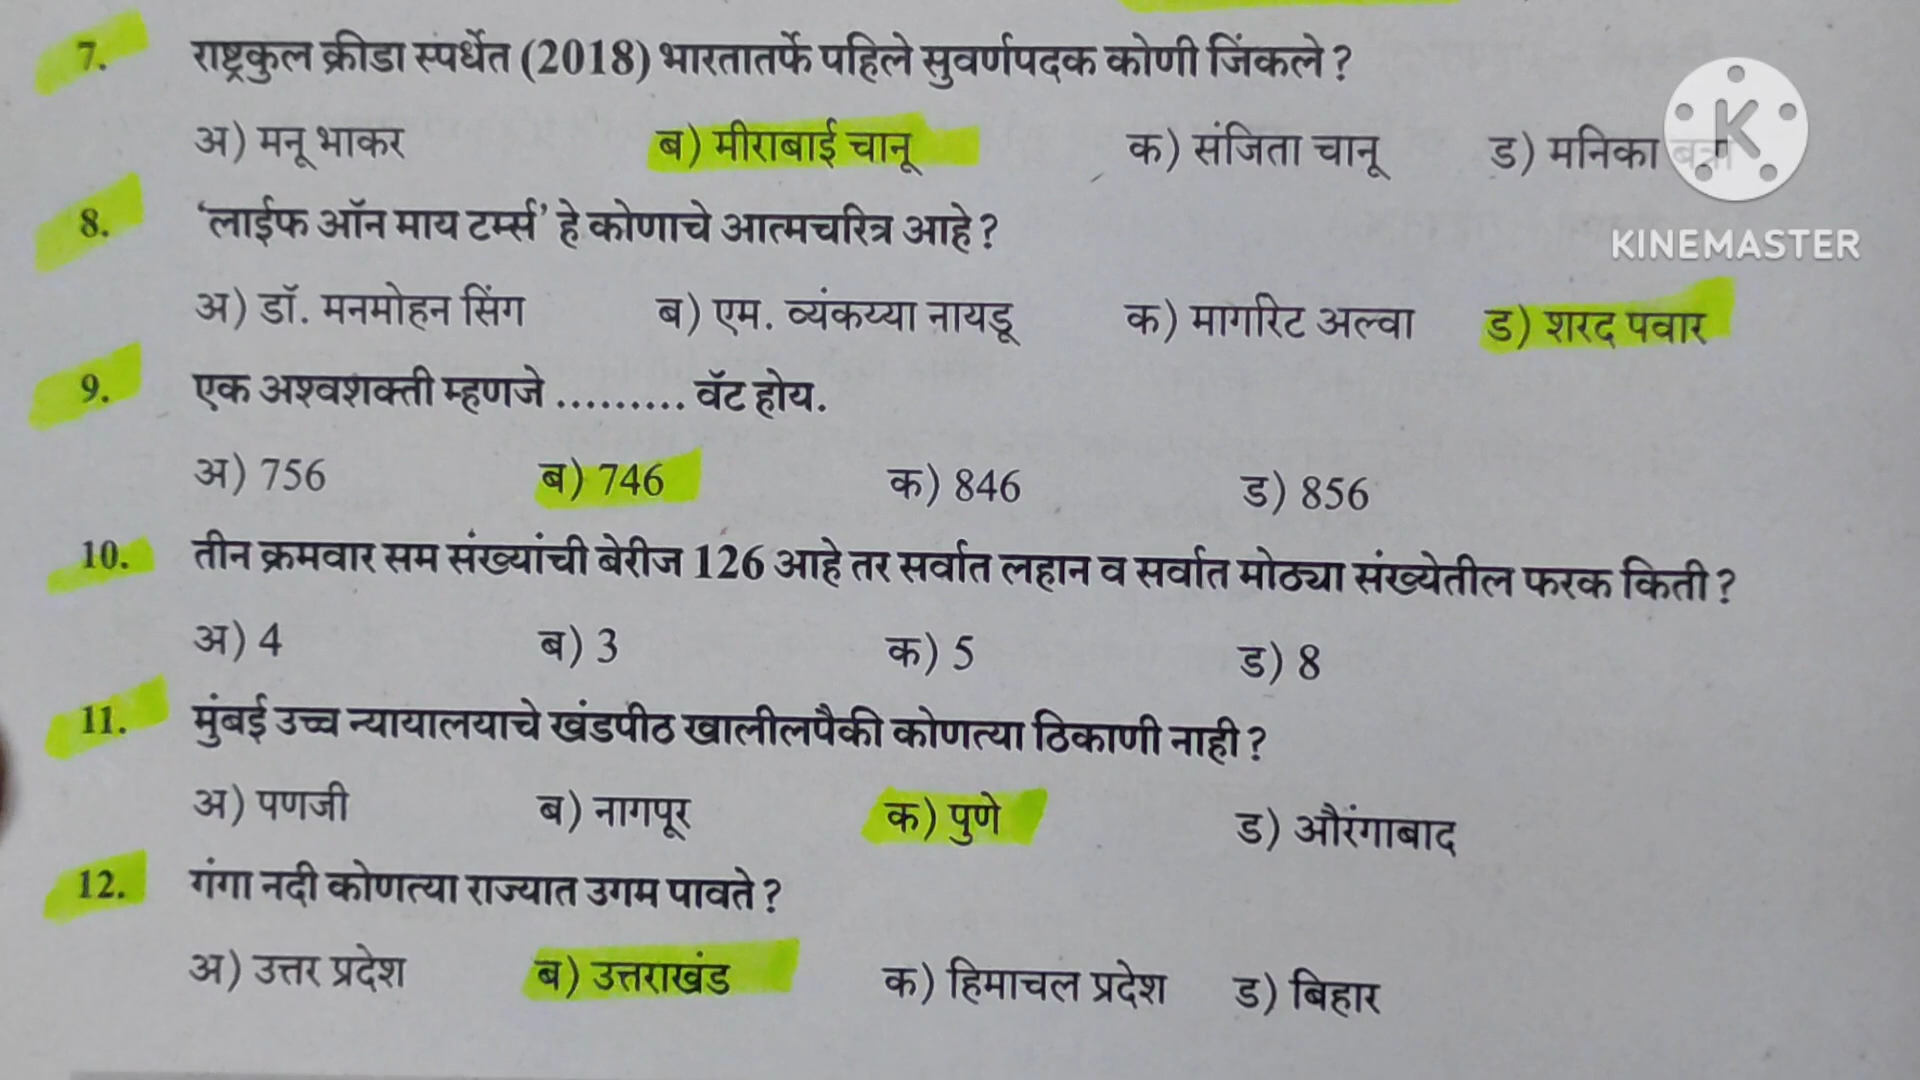 7. राष्ट्रकुल क्रीडा स्पर्धेत (2018) भारतातर्फे पहिले सुवर्णपदक कोणी जिंकले ?
अ) मनू भाकर ब) मीराबाई चानू क) संजिता चानू ड) मनिका
KINEMASTER
8. 'लाईफ ऑन माय टर्म्स' हे कोणाचे आत्मचरित्र आहे ?
अ) डॉ. मनमोहन सिंग ब) एम. व्यंकय्या नायडू क) मार्गारेट अल्वा ड) शरद पवार
9. एक अश्वशक्ती म्हणजे ......... वॅट होय.
अ) 756 ब) 746 क) 846 ड) 856
10. तीन क्रमवार सम संख्यांची बेरीज 126 आहे तर सर्वात लहान व सर्वात मोठ्या संख्येतील फरक किती ?
अ) 4 ब) 3 क) 5 ड) 8
11. मुंबई उच्च न्यायालयाचे खंडपीठ खालीलपैकी कोणत्या ठिकाणी नाही ?
अ) पणजी ब) नागपूर क) पुणे ड) औरंगाबाद
12. गंगा नदी कोणत्या राज्यात उगम पावते ?
अ) उत्तर प्रदेश ब) उत्तराखंड क) हिमाचल प्रदेश ड) बिहार